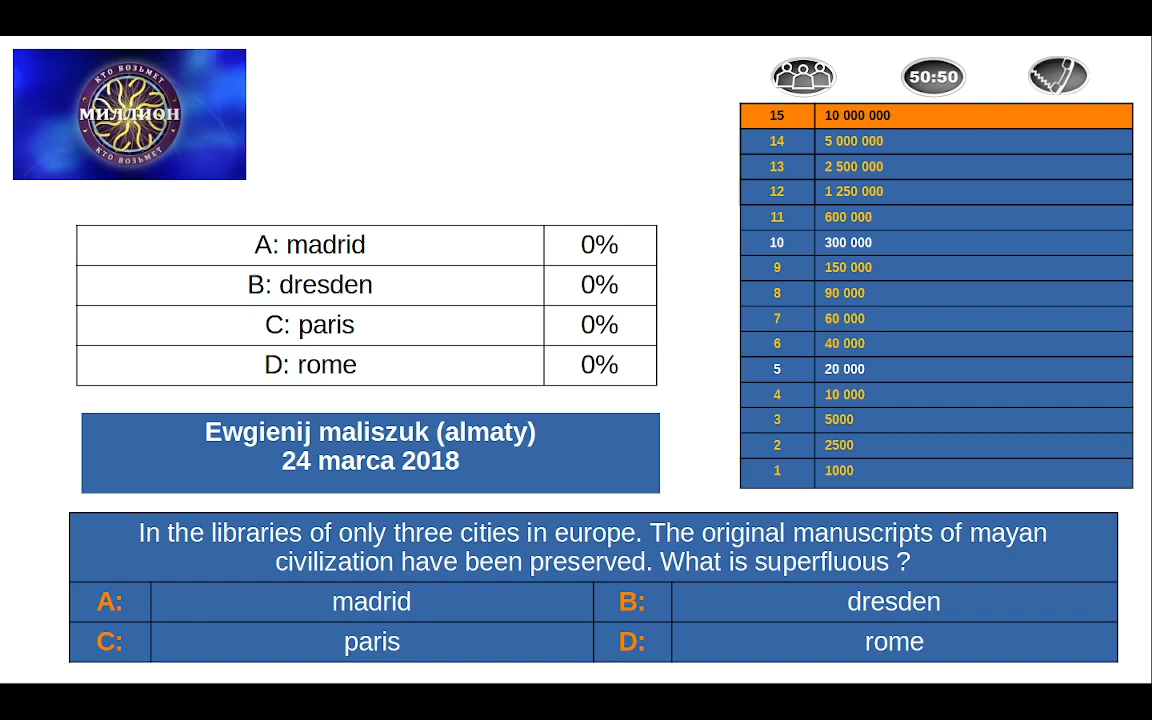 КТО ВОЗЬМЕТ
МИЛЛИОН
КТО ВОЗЬМЕТ
50:50
15 10 000 000
14 5 000 000
13 2 500 000
12 1 250 000
11 600 000
10 300 000
9 150 000
8 90 000
7 60 000
6 40 000
5 20 000
4 10 000
3 5000
2 2500
1 1000
A: madrid 0%
B: dresden 0%
C: paris 0%
D: rome 0%
Ewgienij maliszuk (almaty)
24 marca 2018
In the libraries of only three cities in europe. The original manuscripts of mayan
civilization have been preserved. What is superfluous ?
A: madrid B: dresden
C: paris D: rome